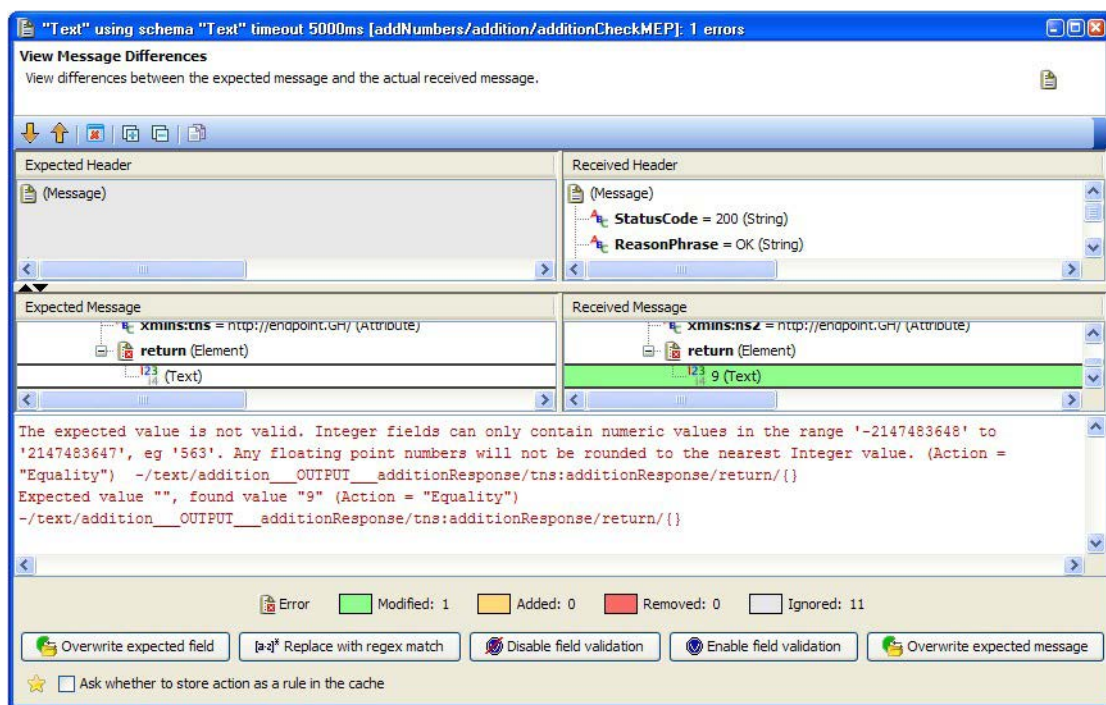 "Text" using schema "Text" timeout 5000ms [addNumbers/addition/additionCheckMEP]: 1 errors
View Message Differences
View differences between the expected message and the actual received message.
Expected Header
Received Header
(Message)
(Message)
StatusCode = 200 (String)
ReasonPhrase = OK (String)
Expected Message
Received Message
xmlns:tns = http://endpoint.GH/ (Attribute)
xmlns:ns2 = http://endpoint.GH/ (Attribute)
return (Element)
return (Element)
(Text)
9 (Text)
The expected value is not valid. Integer fields can only contain numeric values in the range '-2147483648' to
'2147483647', eg '563'. Any floating point numbers will not be rounded to the nearest Integer value. (Action =
"Equality")  -/text/addition___OUTPUT___additionResponse/tns:additionResponse/return/{}
Expected value "", found value "9" (Action = "Equality")
-/text/addition___OUTPUT___additionResponse/tns:additionResponse/return/{}
Error
Modified: 1
Added: 0
Removed: 0
Ignored: 11
Overwrite expected field
[a-z]* Replace with regex match
Disable field validation
Enable field validation
Overwrite expected message
Ask whether to store action as a rule in the cache